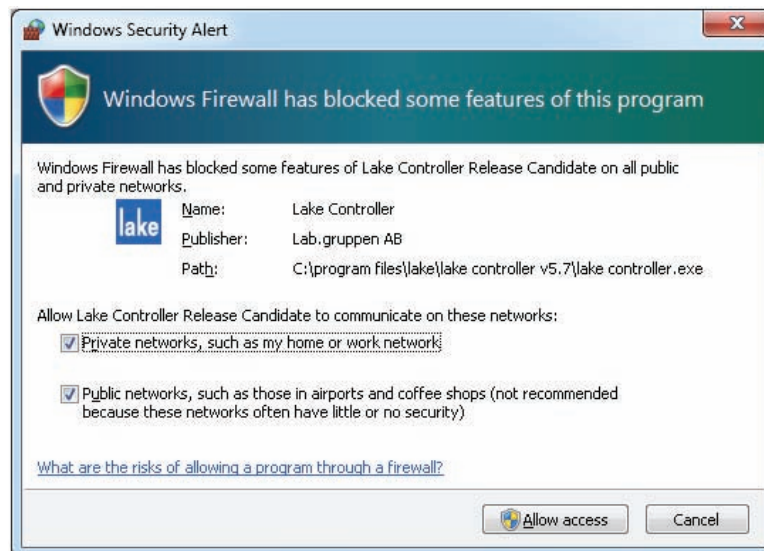 Windows Security Alert
Windows Firewall has blocked some features of this program
Windows Firewall has blocked some features of Lake Controller Release Candidate on all public
and private networks.
lake
Name: Lake Controller
Publisher: Lab.gruppen AB
Path: C:\program files\lake\lake controller v5.7\lake controller.exe
Allow Lake Controller Release Candidate to communicate on these networks:
Private networks, such as my home or work network
Public networks, such as those in airports and coffee shops (not recommended
because these networks often have little or no security)
What are the risks of allowing a program through a firewall?
Allow access Cancel